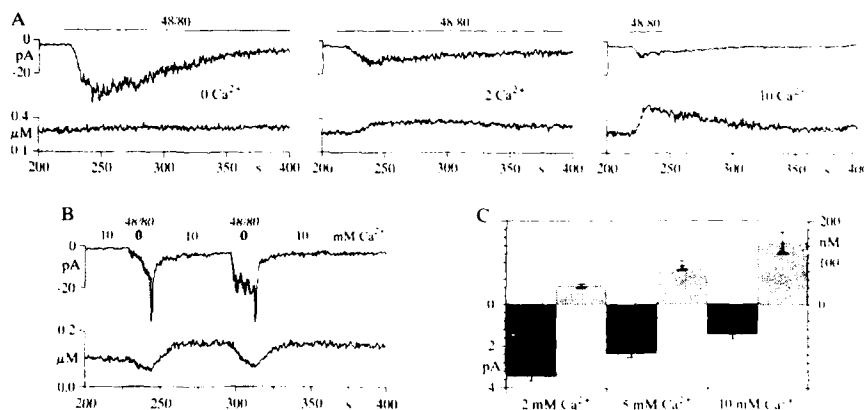 A
48/80 48/80 48/80
0
pA
-20
0 Ca²⁺ 2 Ca²⁺ 10 Ca²⁺
0.4
µM
0.1
200 250 300 s 400 200 250 300 s 400 200 250 300 s 400
B
48/80 48/80
10 0 10 0 10 mM Ca²⁺
0
pA
-20
0.2
µM
0.0
200 250 300 350 400
C
200
nM
100
0 0
2
pA
4
2 mM Ca²⁺ 5 mM Ca²⁺ 10 mM Ca²⁺